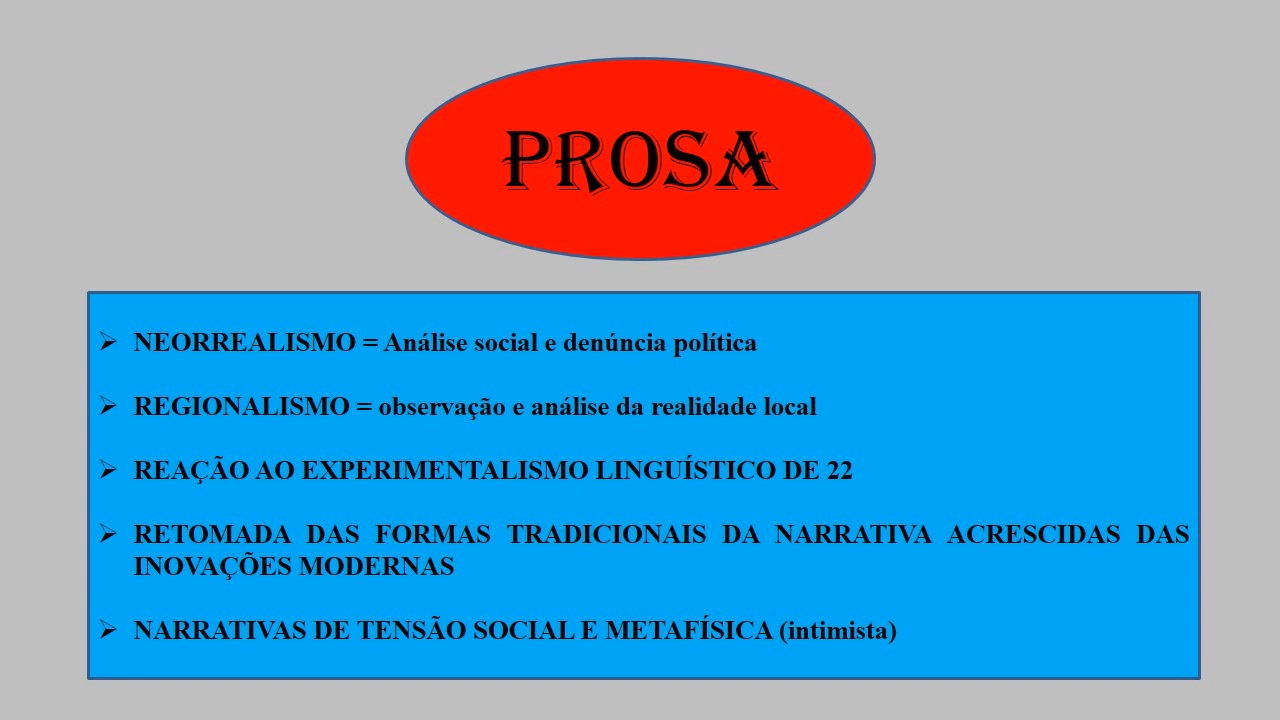 PROSA
NEORREALISMO = Análise social e denúncia política
REGIONALISMO = observação e análise da realidade local
REAÇÃO AO EXPERIMENTALISMO LINGUÍSTICO DE 22
RETOMADA DAS FORMAS TRADICIONAIS DA NARRATIVA ACRESCIDAS DAS
INOVAÇÕES MODERNAS
NARRATIVAS DE TENSÃO SOCIAL E METAFÍSICA (intimista)